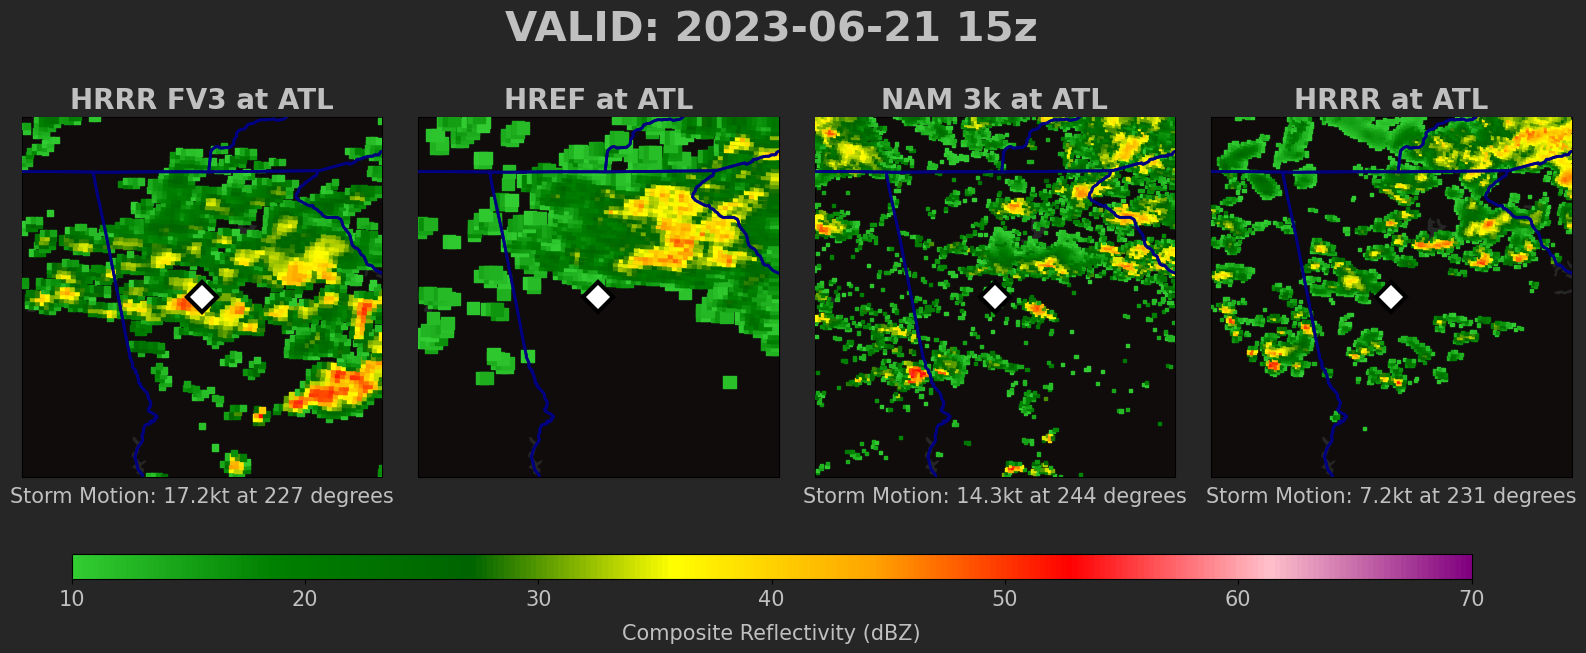 VALID: 2023-06-21 15z
HRRR FV3 at ATL
HREF at ATL
NAM 3k at ATL
HRRR at ATL
Storm Motion: 17.2kt at 227 degrees
Storm Motion: 14.3kt at 244 degrees
Storm Motion: 7.2kt at 231 degrees
10 20 30 40 50 60 70
Composite Reflectivity (dBZ)